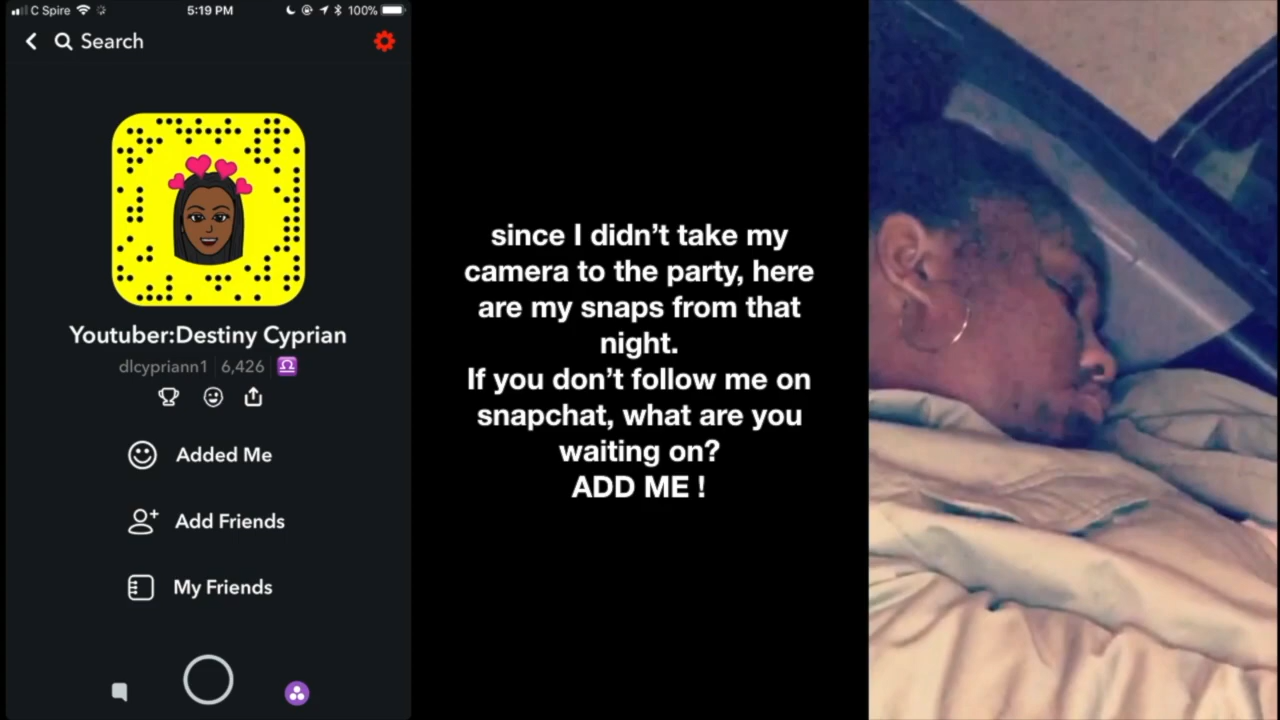 C Spire 5:19 PM 100%
Search
Youtuber:Destiny Cyprian
dlcypriann1 6,426
Added Me
Add Friends
My Friends
since I didn’t take my
camera to the party, here
are my snaps from that
night.
If you don’t follow me on
snapchat, what are you
waiting on?
ADD ME !